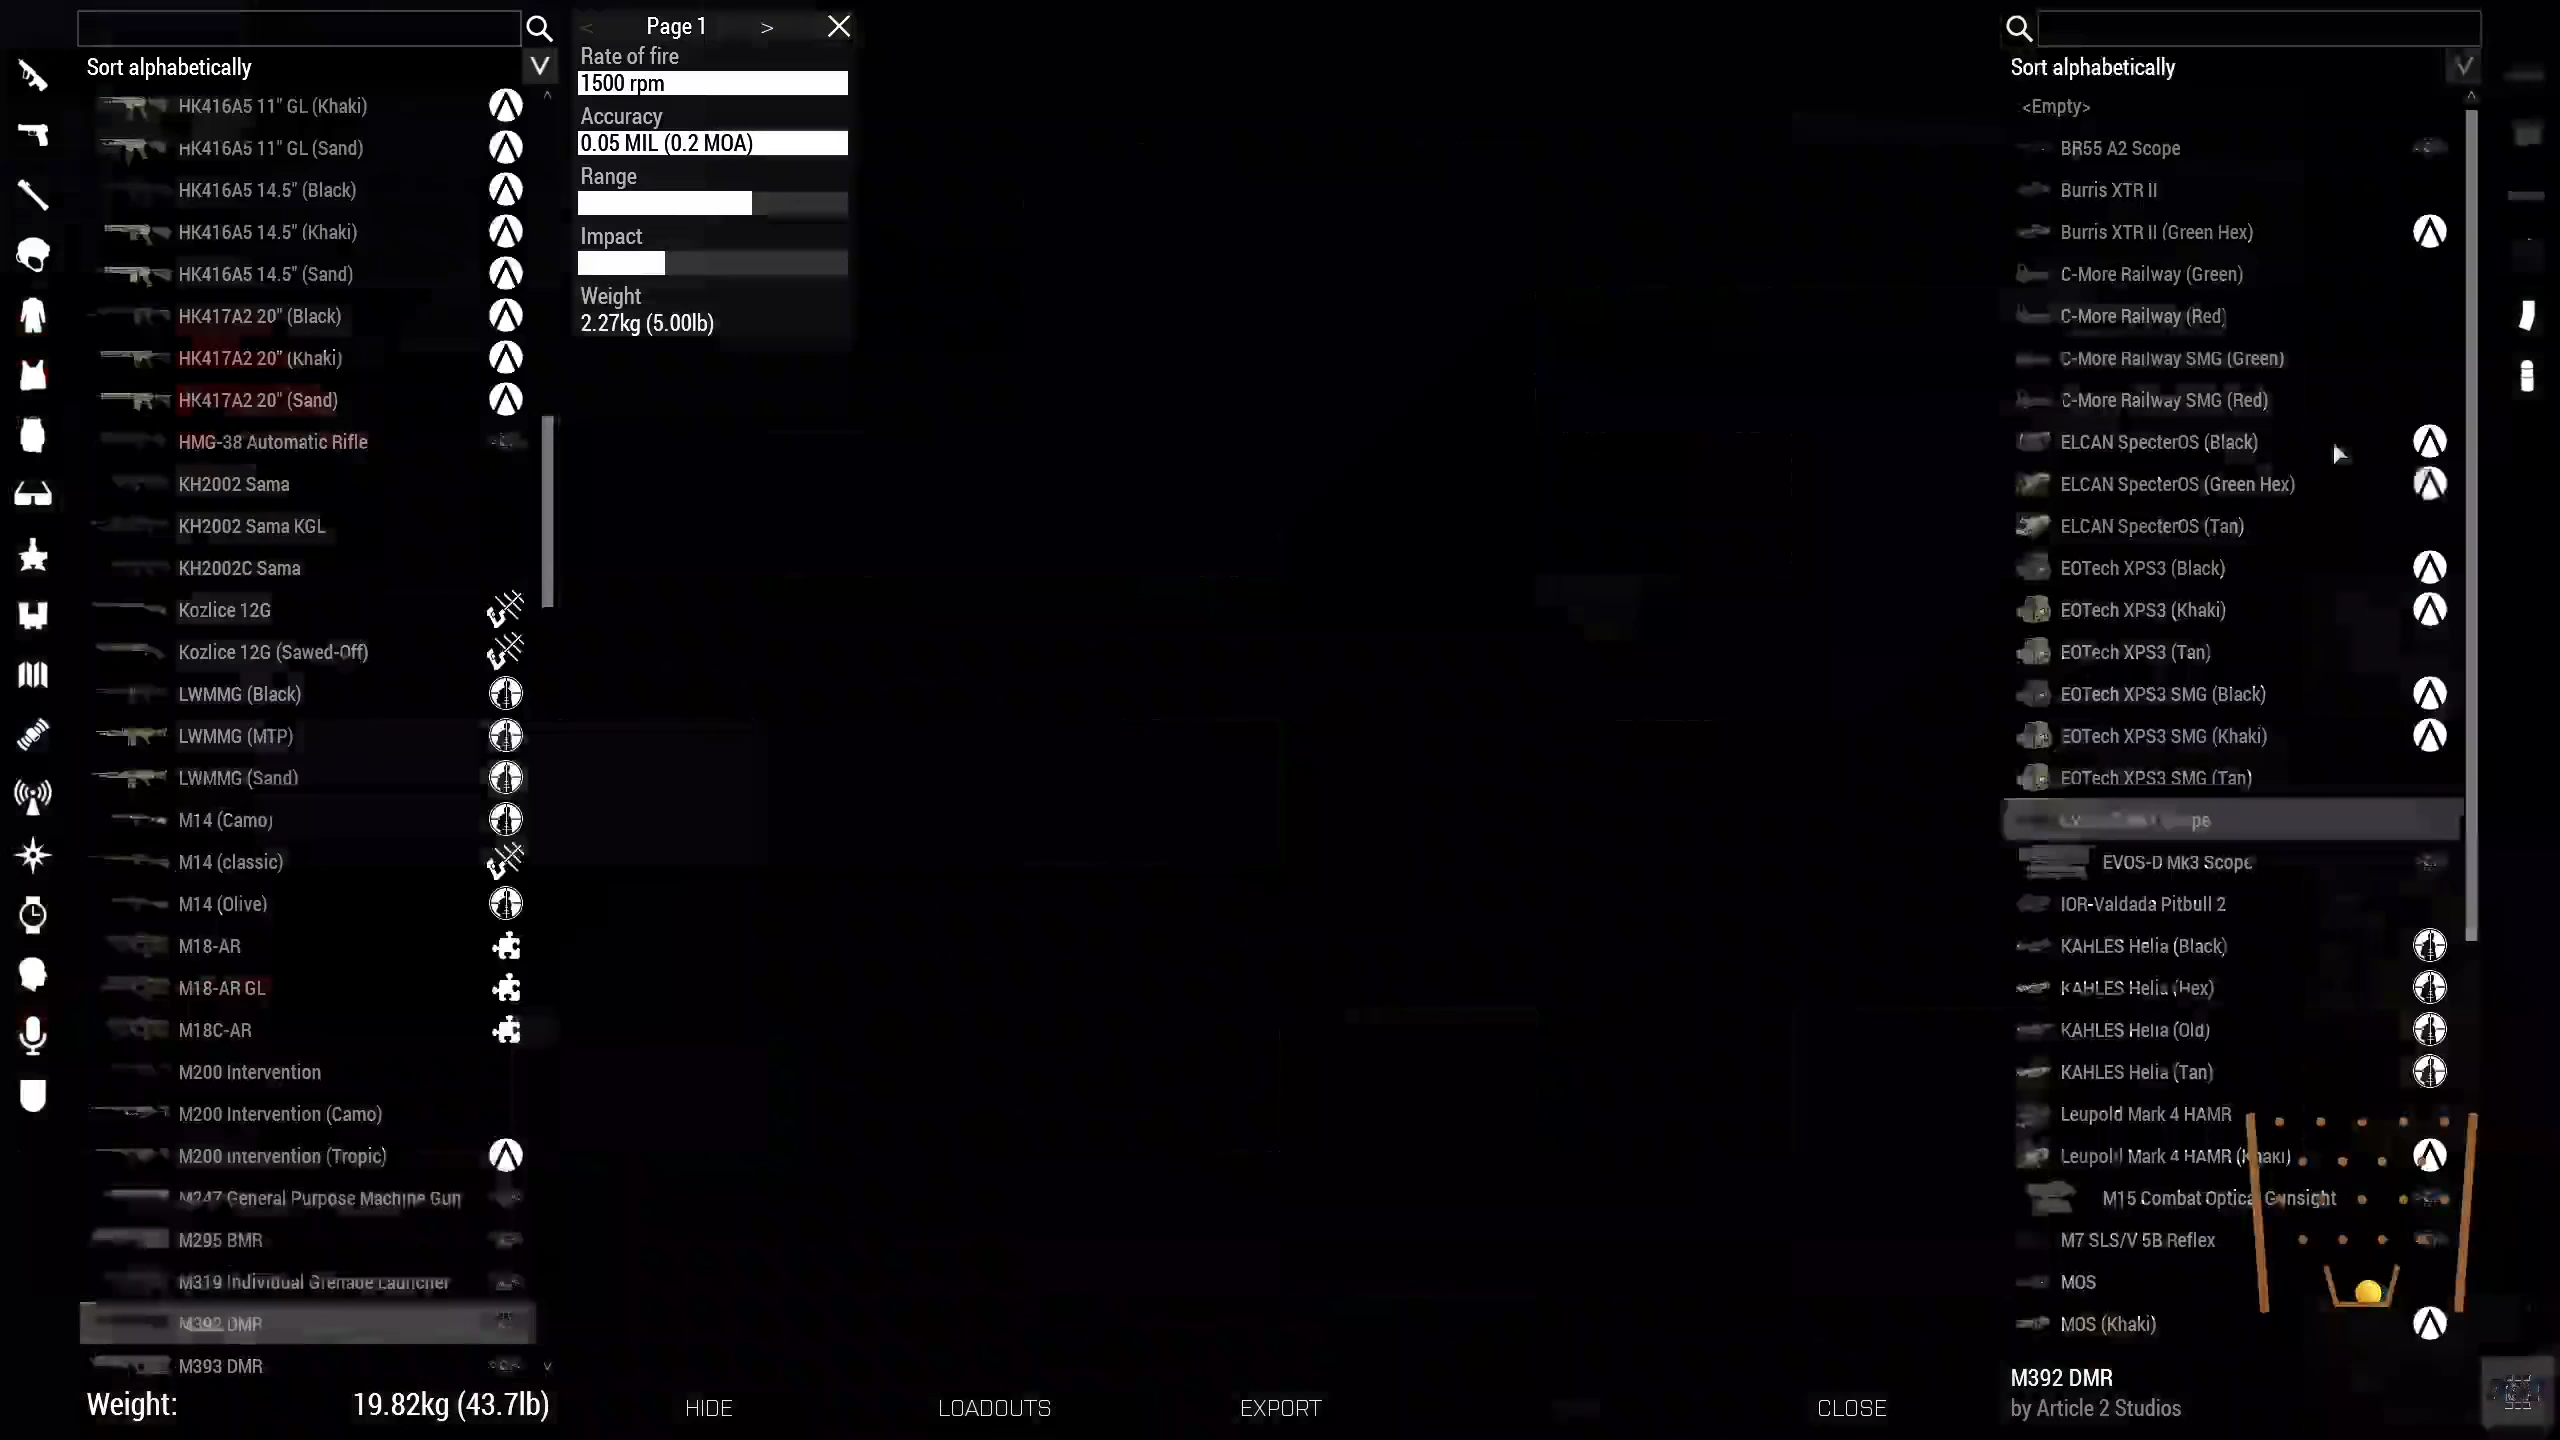 Sort alphabetically
HK416A5 11" GL (Khaki)
HK416A5 11" GL (Sand)
HK416A5 14.5" (Black)
HK416A5 14.5" (Khaki)
HK416A5 14.5" (Sand)
HK417A2 20" (Black)
HK417A2 20" (Khaki)
HK417A2 20" (Sand)
HMG-38 Automatic Rifle
KH2002 Sama
KH2002 Sama KGL
KH2002C Sama
Kozlice 12G
Kozlice 12G (Sawed-Off)
LWMMG (Black)
LWMMG (MTP)
LWMMG (Sand)
M14 (Camo)
M14 (classic)
M14 (Olive)
M18-AR
M18-AR GL
M18C-AR
M200 Intervention
M200 Intervention (Camo)
M200 Intervention (Tropic)
M247 General Purpose Machine Gun
M295 BMR
M319 Individual Grenade Launcher
M392 DMR
M393 DMR
Weight: 19.82kg (43.7lb)
< Page 1 >
Rate of fire
1500 rpm
Accuracy
0.05 MIL (0.2 MOA)
Range
Impact
Weight
2.27kg (5.00lb)
HIDE
LOADOUTS
EXPORT
CLOSE
Sort alphabetically
<Empty>
BR55 A2 Scope
Burris XTR II
Burris XTR II (Green Hex)
C-More Railway (Green)
C-More Railway (Red)
C-More Railway SMG (Green)
C-More Railway SMG (Red)
ELCAN SpecterOS (Black)
ELCAN SpecterOS (Green Hex)
ELCAN SpecterOS (Tan)
EOTech XPS3 (Black)
EOTech XPS3 (Khaki)
EOTech XPS3 (Tan)
EOTech XPS3 SMG (Black)
EOTech XPS3 SMG (Khaki)
EOTech XPS3 SMG (Tan)
EVOS-D Mk3 Scope
IOR-Valdada Pitbull 2
KAHLES Helia (Black)
KAHLES Helia (Hex)
KAHLES Helia (Old)
KAHLES Helia (Tan)
Leupold Mark 4 HAMR
Leupold Mark 4 HAMR (Khaki)
M15 Combat Optical Gunsight
M7 SLS/V 5B Reflex
MOS
MOS (Khaki)
M392 DMR
by Article 2 Studios